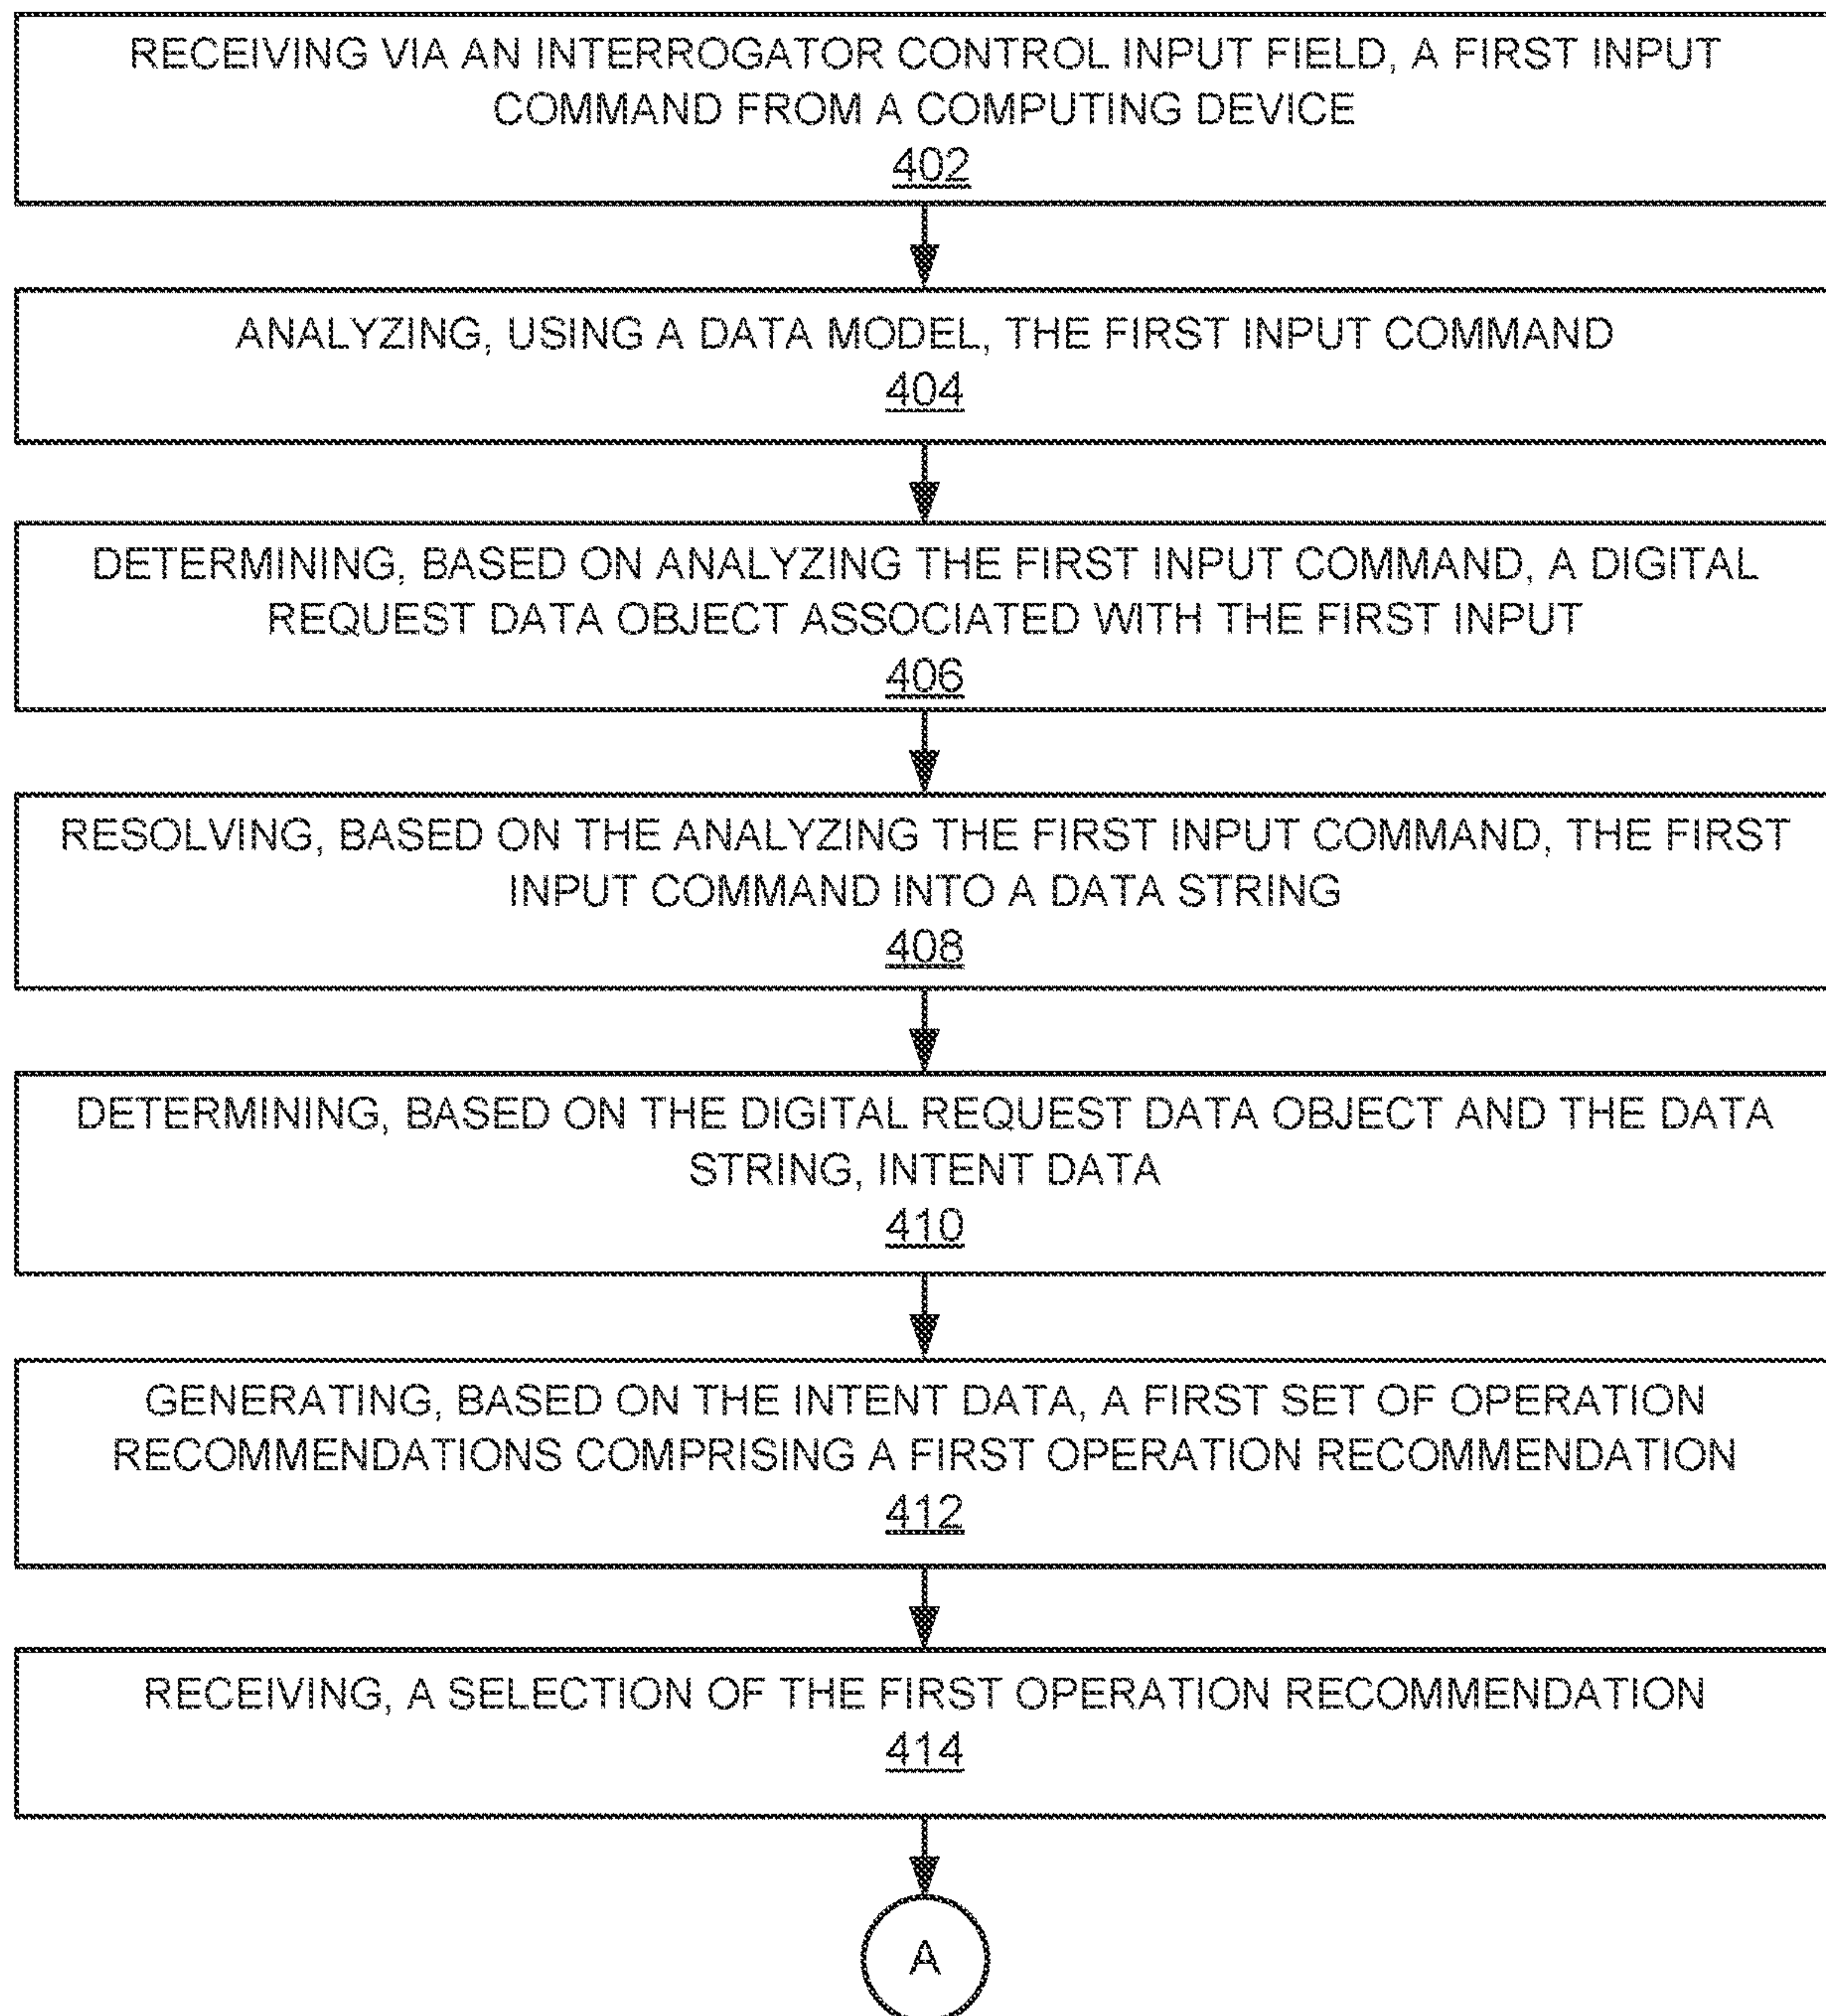 RECEIVING VIA AN INTERROGATOR CONTROL INPUT FIELD, A FIRST INPUT
COMMAND FROM A COMPUTING DEVICE
402
ANALYZING, USING A DATA MODEL, THE FIRST INPUT COMMAND
404
DETERMINING, BASED ON ANALYZING THE FIRST INPUT COMMAND, A DIGITAL
REQUEST DATA OBJECT ASSOCIATED WITH THE FIRST INPUT
406
RESOLVING, BASED ON THE ANALYZING THE FIRST INPUT COMMAND, THE FIRST
INPUT COMMAND INTO A DATA STRING
408
DETERMINING, BASED ON THE DIGITAL REQUEST DATA OBJECT AND THE DATA
STRING, INTENT DATA
410
GENERATING, BASED ON THE INTENT DATA, A FIRST SET OF OPERATION
RECOMMENDATIONS COMPRISING A FIRST OPERATION RECOMMENDATION
412
RECEIVING, A SELECTION OF THE FIRST OPERATION RECOMMENDATION
414
A